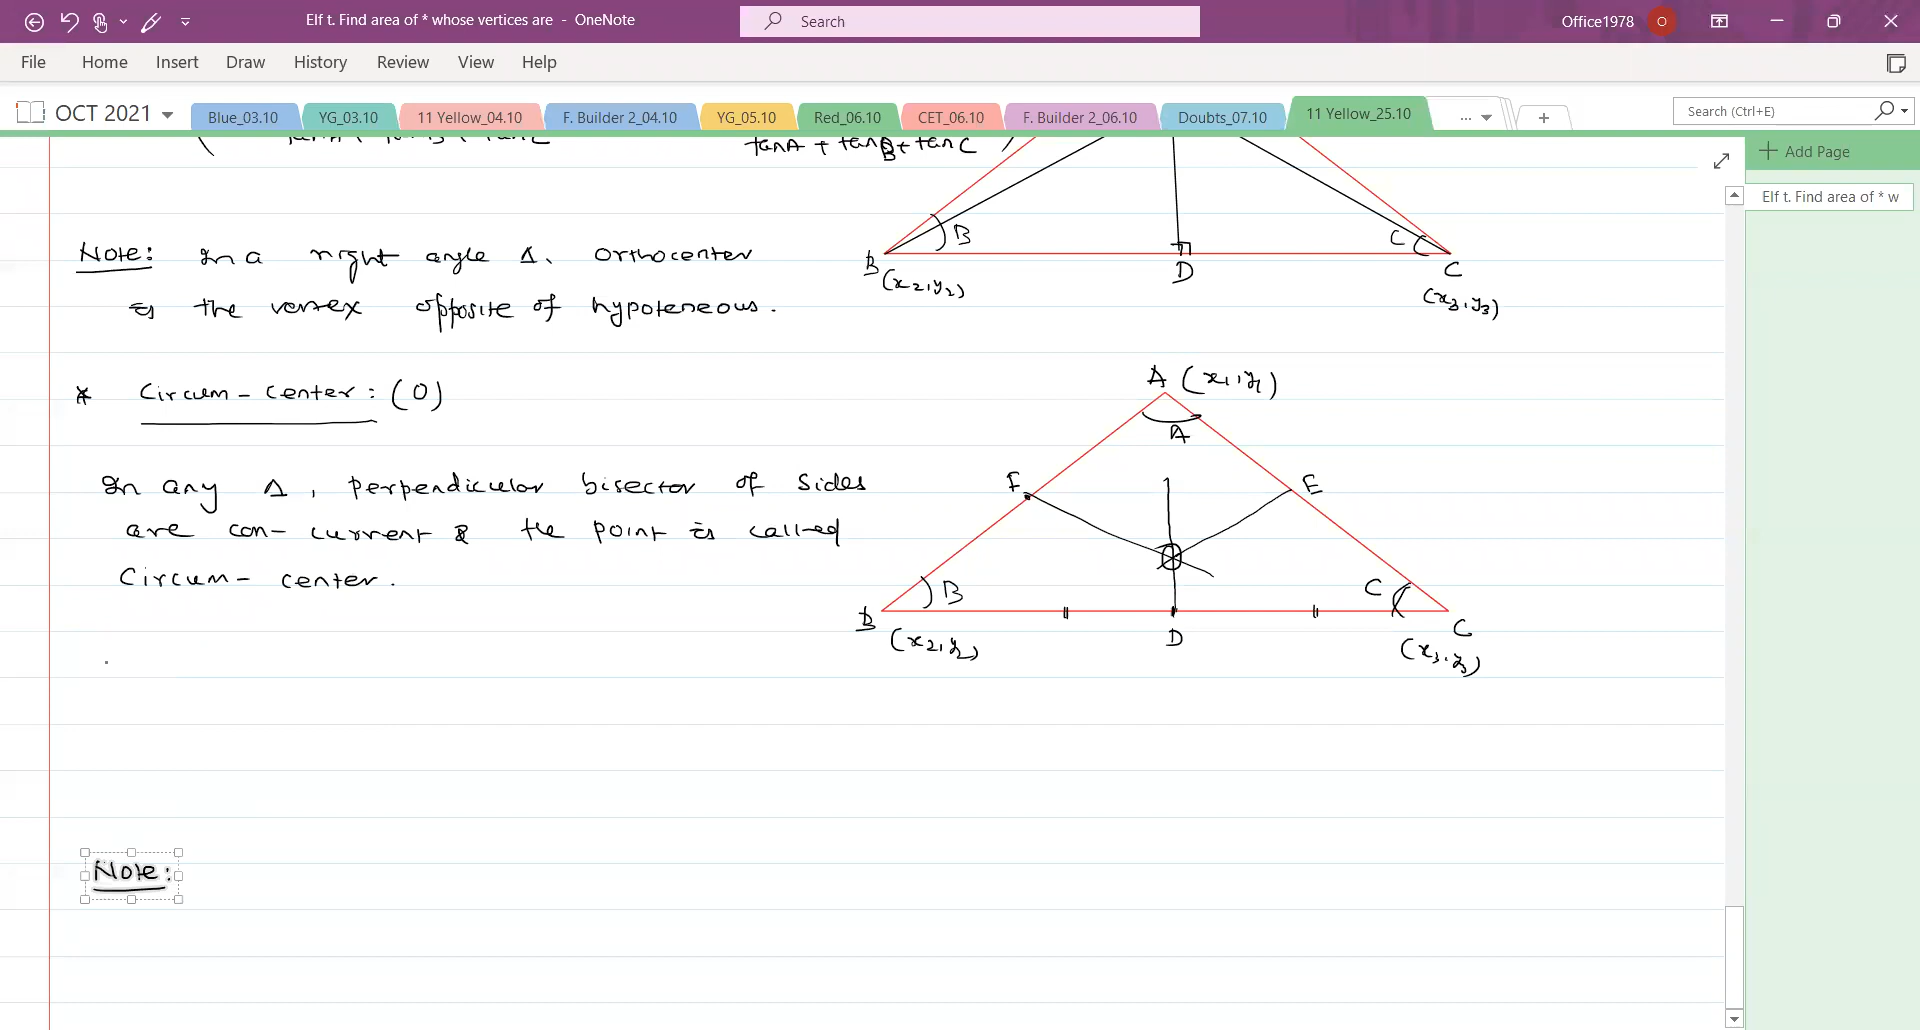 Elf t. Find area of * whose vertices are - OneNote
Search
Office1978
O
File Home Insert Draw History Review View Help
OCT 2021
Blue_03.10 YG_03.10 11 Yellow_04.10 F. Builder 2_04.10 YG_05.10 Red_06.10 CET_06.10 F. Builder 2_06.10 Doubts_07.10 11 Yellow_25.10 ... +
Search (Ctrl+E)
Add Page
Elf t. Find area of * w
tanA + tanB + tanC
B C
B D C
(x2,y2) (x3,y3)
Note: In a right angle Δ, orthocenter
is the vertex opposite of hypoteneous.
* Circum-center: (O)
A (x1,y1)
A
In any Δ, perpendicular bisector of sides
are con-current & the point is called
Circum-center.
F E
O
B C
B D C
(x2,y2) (x3,y3)
Note: